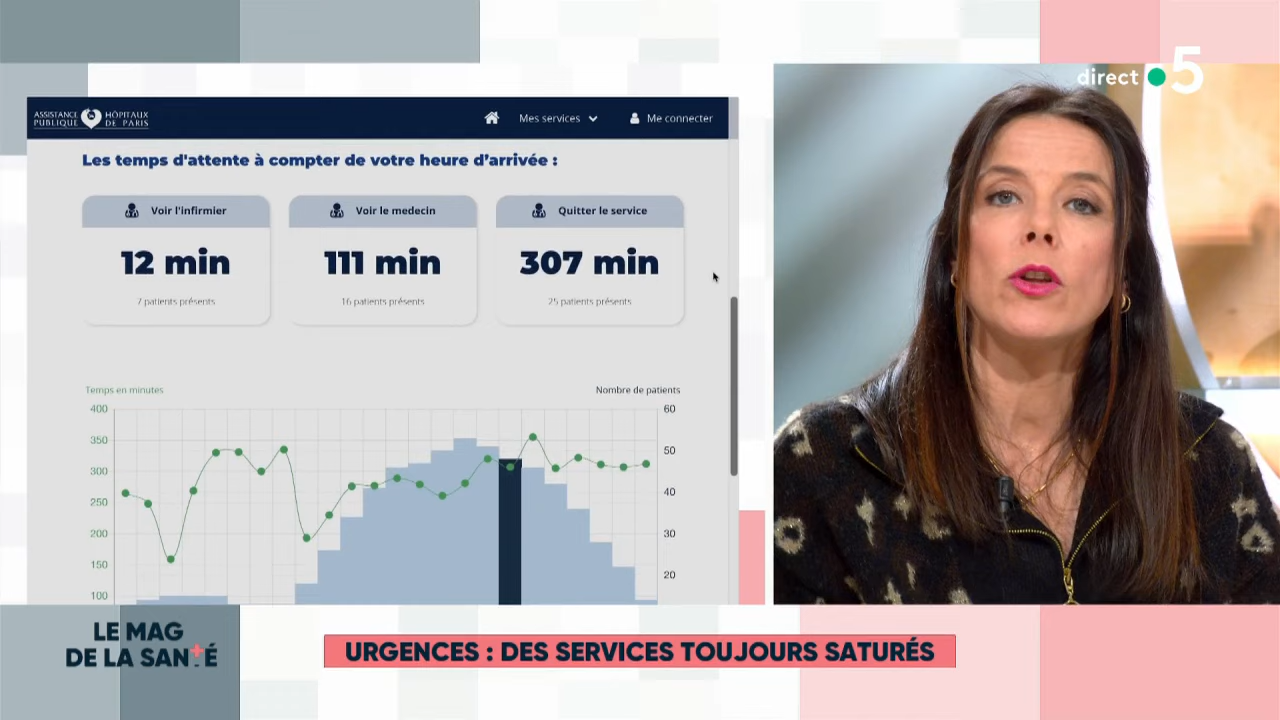 direct 5
ASSISTANCE PUBLIQUE
HÔPITAUX DE PARIS
Mes services
Me connecter
Les temps d'attente à compter de votre heure d'arrivée :
Voir l'infirmier
12 min
7 patients présents
Voir le medecin
111 min
16 patients présents
Quitter le service
307 min
25 patients présents
Temps en minutes
Nombre de patients
400
350
300
250
200
150
100
60
50
40
30
20
LE MAG
DE LA SANTÉ
URGENCES : DES SERVICES TOUJOURS SATURÉS